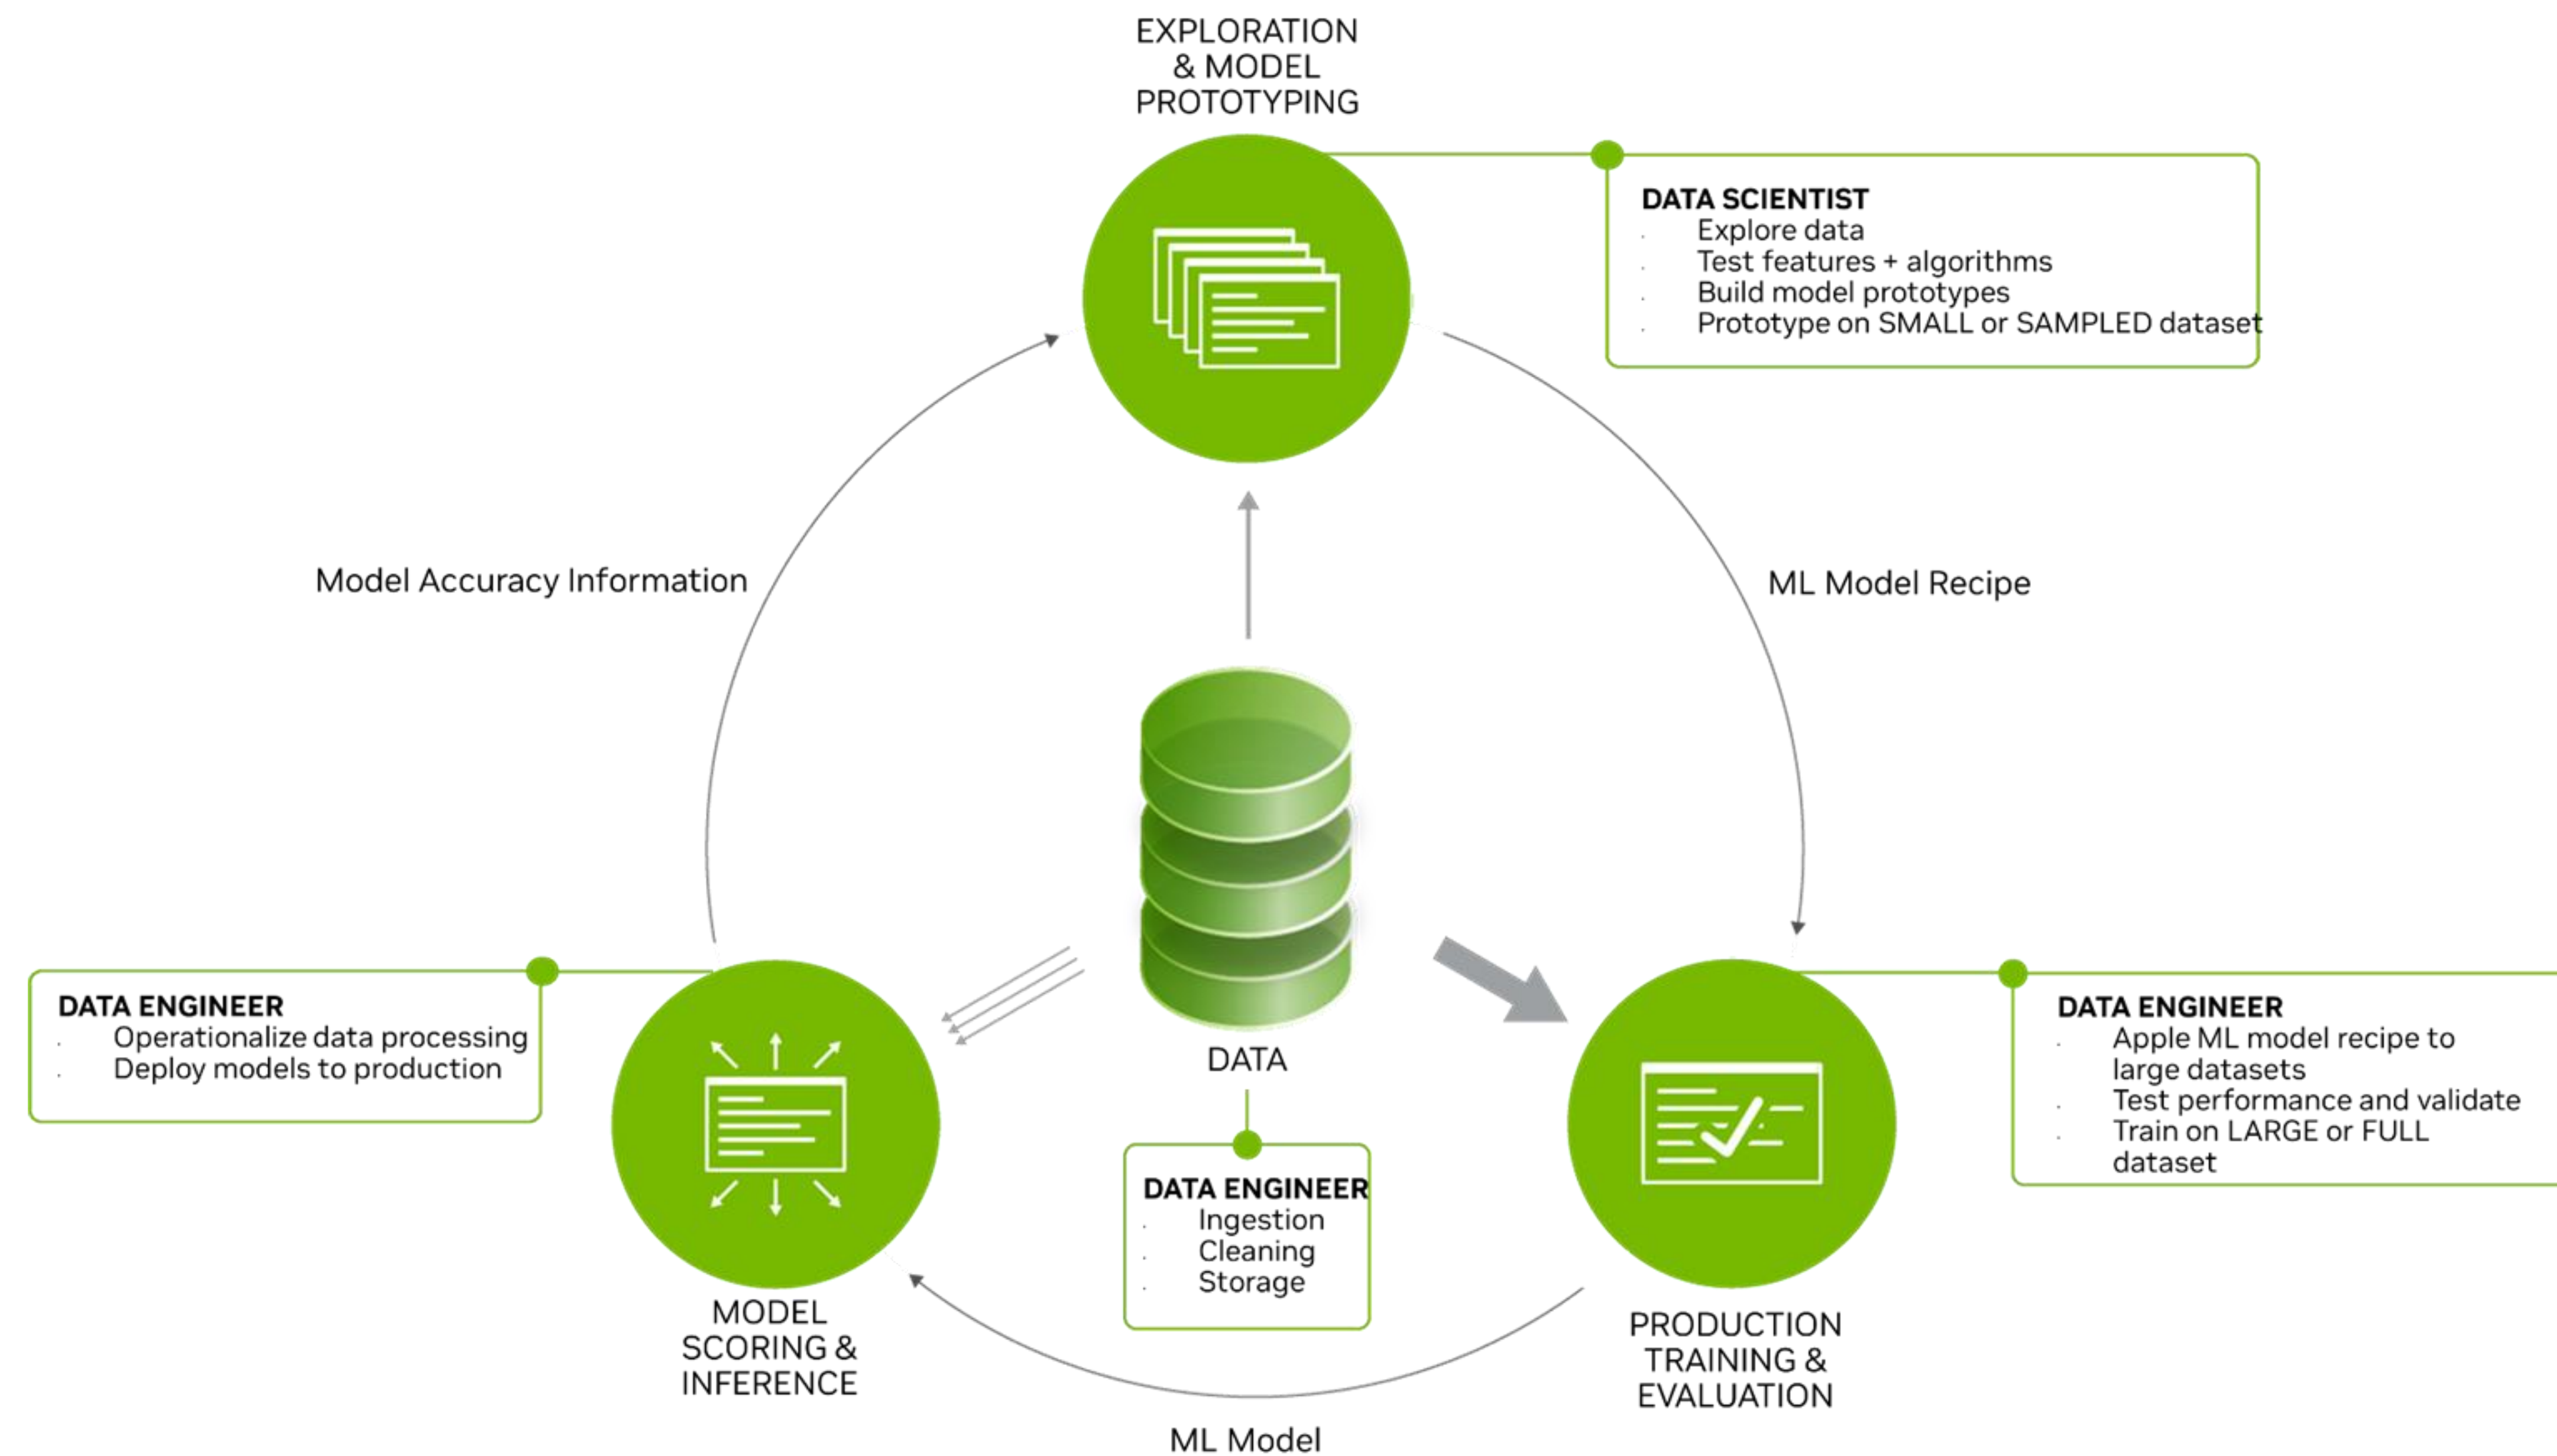 EXPLORATION
& MODEL
PROTOTYPING
DATA SCIENTIST
· Explore data
· Test features + algorithms
· Build model prototypes
· Prototype on SMALL or SAMPLED dataset
Model Accuracy Information
ML Model Recipe
DATA ENGINEER
· Operationalize data processing
· Deploy models to production
DATA
DATA ENGINEER
· Apple ML model recipe to
large datasets
· Test performance and validate
· Train on LARGE or FULL
dataset
DATA ENGINEER
· Ingestion
· Cleaning
· Storage
MODEL
SCORING &
INFERENCE
PRODUCTION
TRAINING &
EVALUATION
ML Model